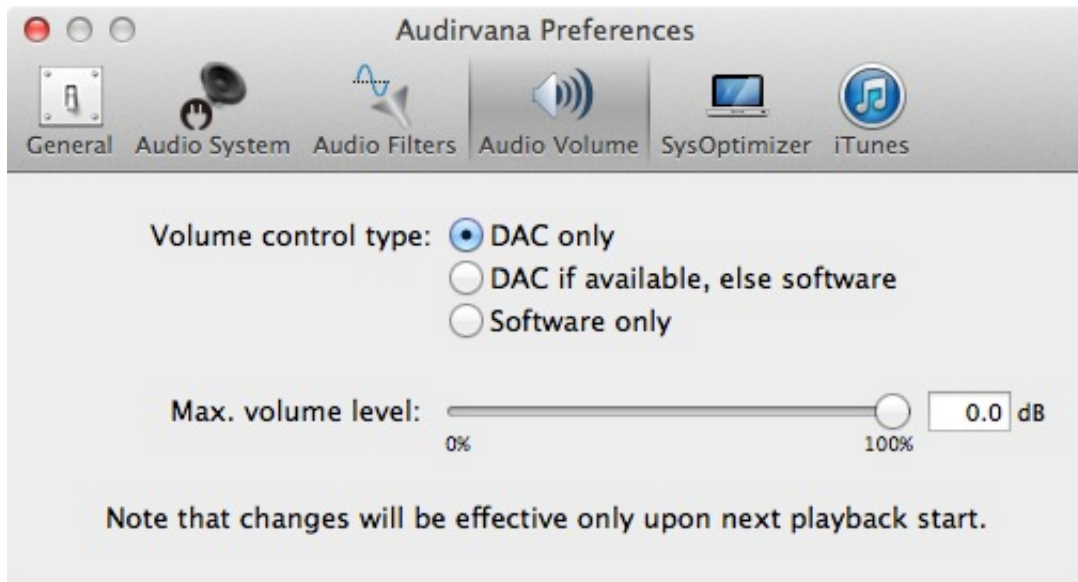 Audirvana Preferences
General Audio System Audio Filters Audio Volume SysOptimizer iTunes
Volume control type: DAC only
DAC if available, else software
Software only
Max. volume level: 0.0 dB
0% 100%
Note that changes will be effective only upon next playback start.